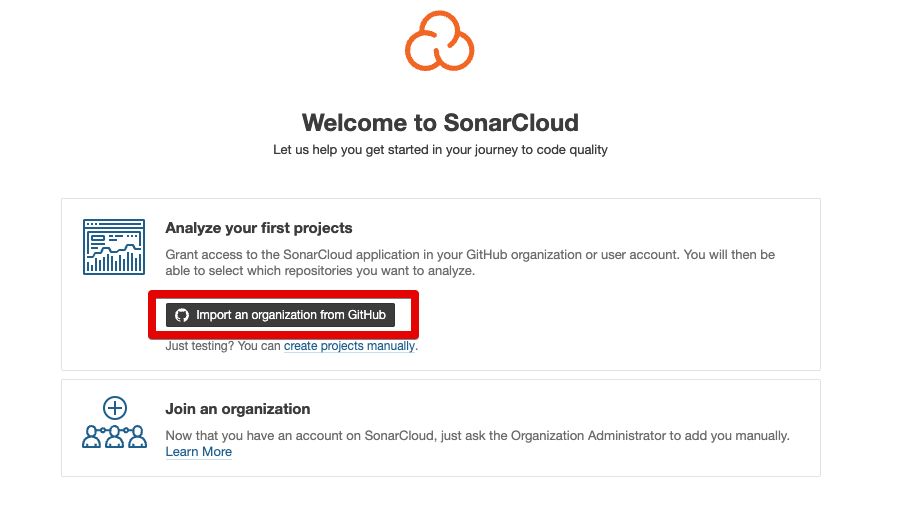 Welcome to SonarCloud
Let us help you get started in your journey to code quality
Analyze your first projects
Grant access to the SonarCloud application in your GitHub organization or user account. You will then be
able to select which repositories you want to analyze.
Import an organization from GitHub
Just testing? You can create projects manually.
Join an organization
Now that you have an account on SonarCloud, just ask the Organization Administrator to add you manually.
Learn More